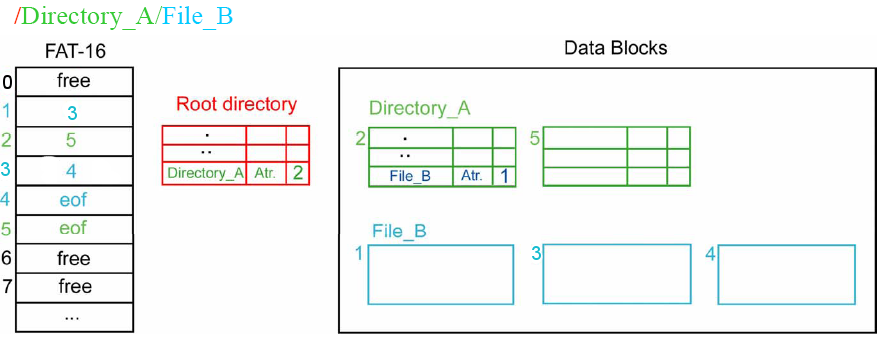 /Directory_A/File_B
FAT-16
0 free
1 3
2 5
3 4
4 eof
5 eof
6 free
7 free
...
Root directory
.
..
Directory_A Atr. 2
Data Blocks
Directory_A
2
.
..
File_B Atr. 1
5
File_B
1
3
4